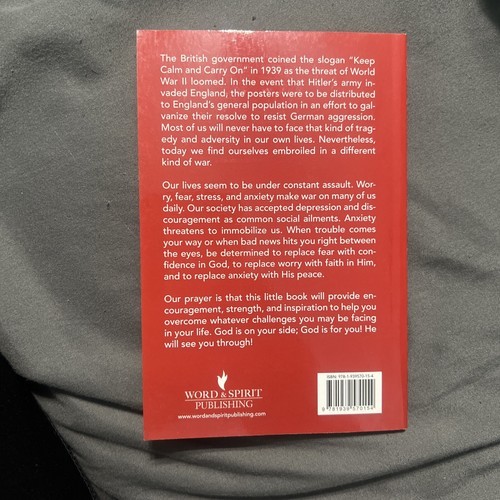 The British government coined the slogan "Keep
Calm and Carry On" in 1939 as the threat of World
War II loomed. In the event that Hitler's army in-
vaded England, the posters were to be distributed
to England's general population in an effort to gal-
vanize their resolve to resist German aggression.
Most of us will never have to face that kind of trag-
edy and adversity in our own lives. Nevertheless,
today we find ourselves embroiled in a different
kind of war.
Our lives seem to be under constant assault. Wor-
ry, fear, stress, and anxiety make war on many of us
daily. Our society has accepted depression and dis-
couragement as common social ailments. Anxiety
threatens to immobilize us. When trouble comes
your way or when bad news hits you right between
the eyes, be determined to replace fear with con-
fidence in God, to replace worry with faith in Him,
and to replace anxiety with His peace.
Our prayer is that this little book will provide en-
couragement, strength, and inspiration to help you
overcome whatever challenges you may be facing
in your life. God is on your side; God is for you! He
will see you through!
WORD & SPIRIT
PUBLISHING
www.wordandspiritpublishing.com
ISBN: 978-1-939570-15-4
9 781939 570154